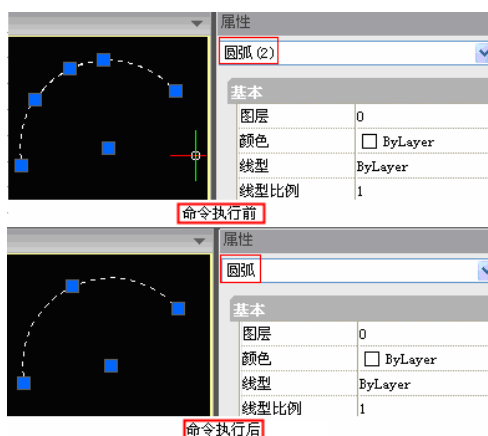 属性
圆弧 (2)
基本
图层 0
颜色 ByLayer
线型 ByLayer
线型比例 1
命令执行前
属性
圆弧
基本
图层 0
颜色 ByLayer
线型 ByLayer
线型比例 1
命令执行后